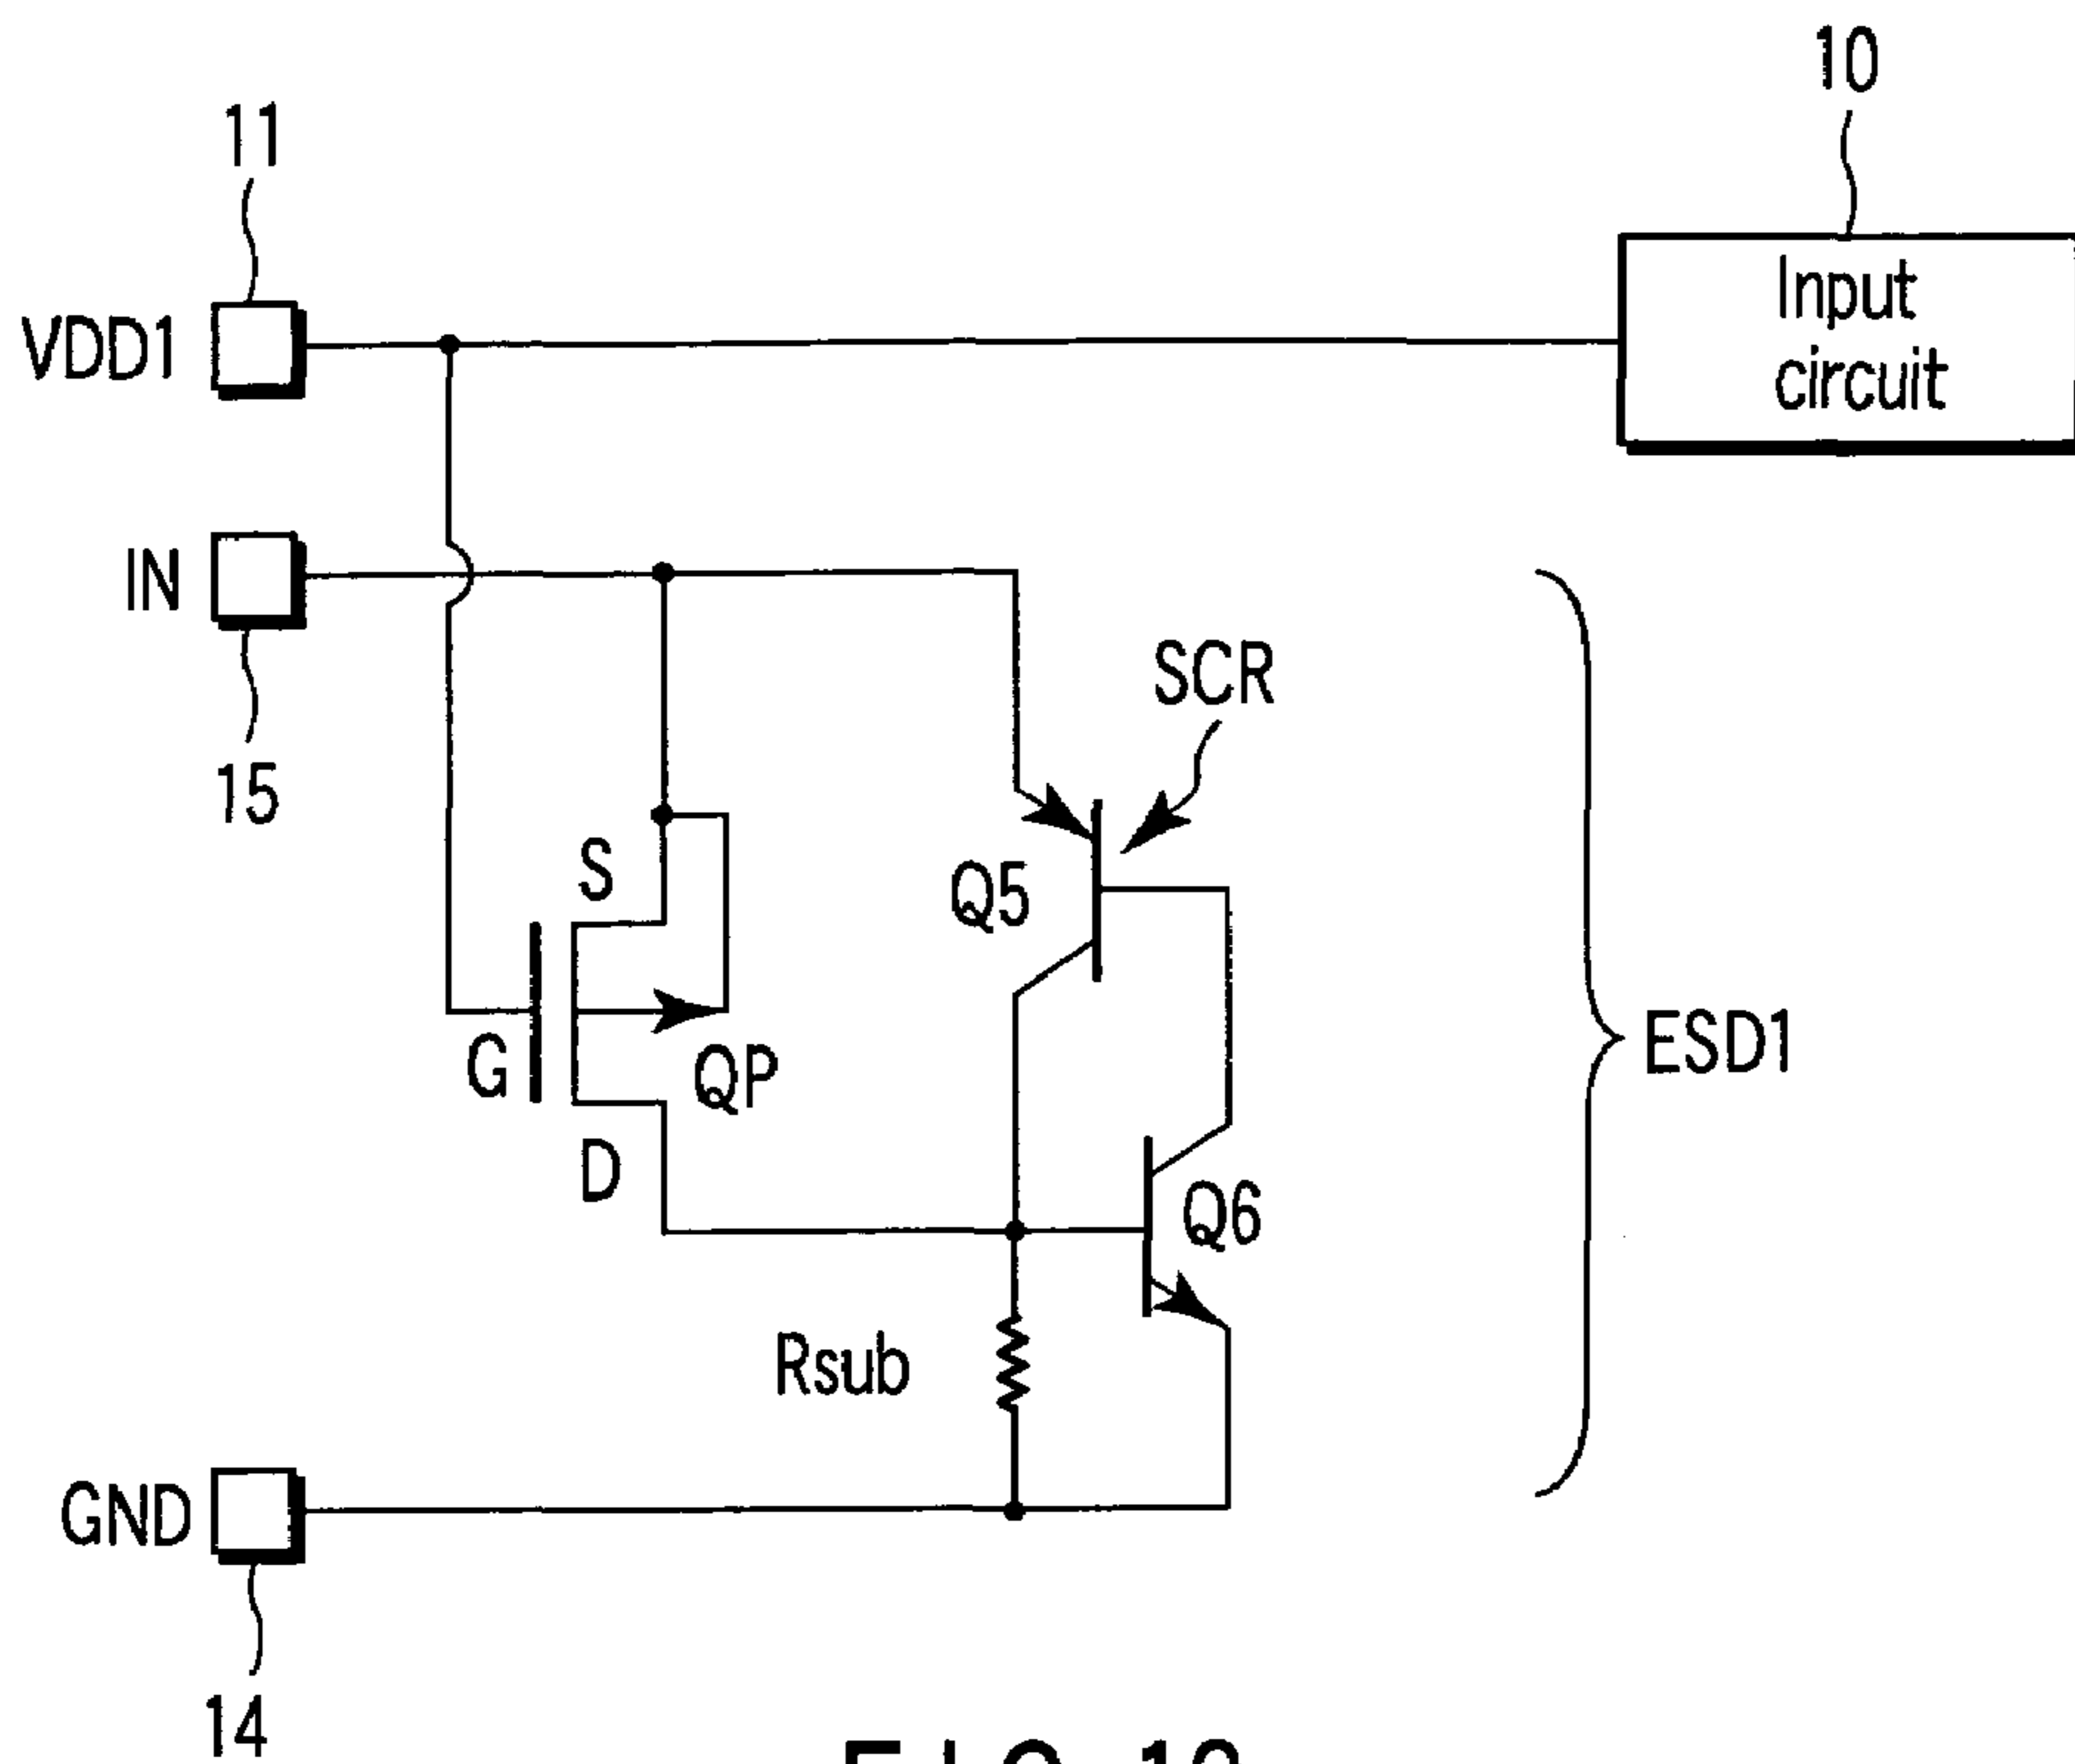 10
11
VDD1
Input
circuit
IN
15
SCR
S
Q5
G
QP
ESD1
D
Q6
Rsub
GND
14